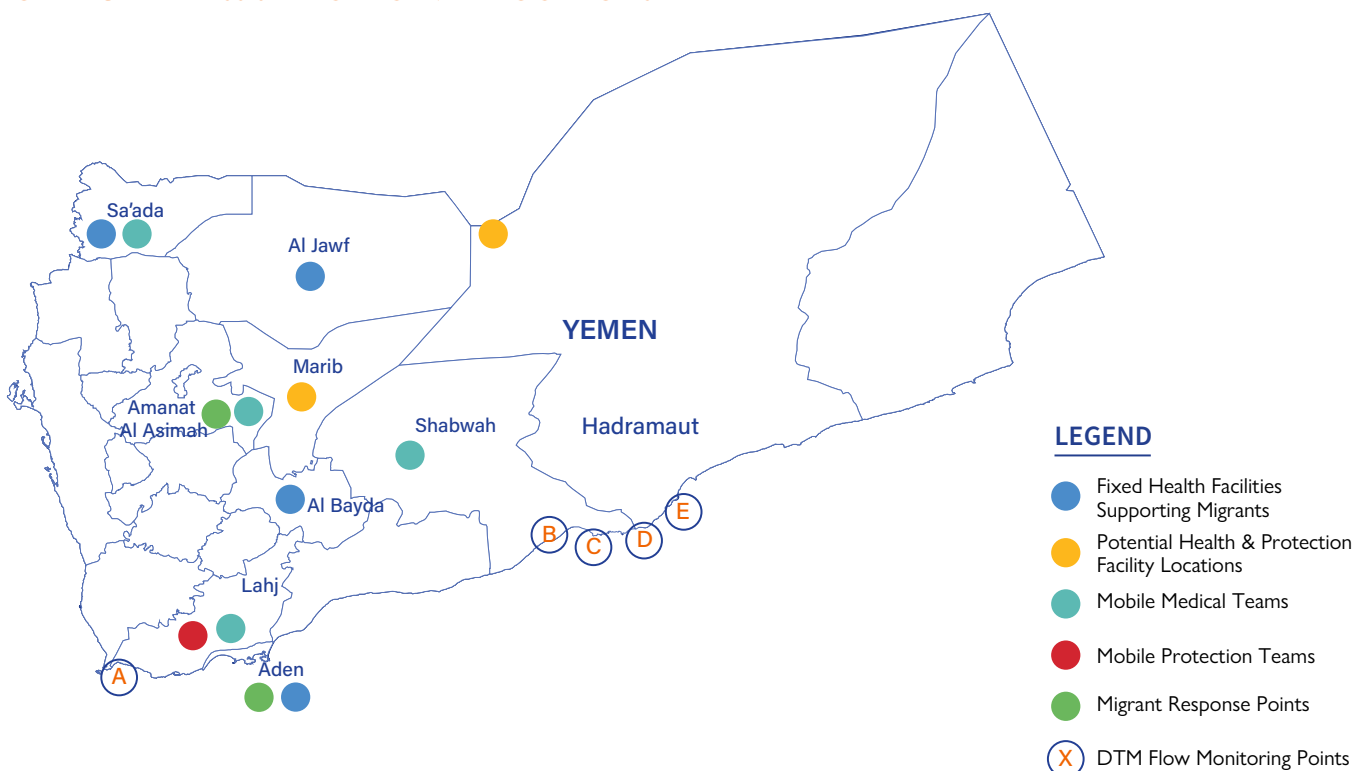 Sa'ada
Al Jawf
YEMEN
Marib
Amanat
Al Asimah
Shabwah
Hadramaut
Al Bayda
E
B
D
C
Lahj
Aden
A
LEGEND
Fixed Health Facilities
Supporting Migrants
Potential Health & Protection
Facility Locations
Mobile Medical Teams
Mobile Protection Teams
Migrant Response Points
X
DTM Flow Monitoring Points